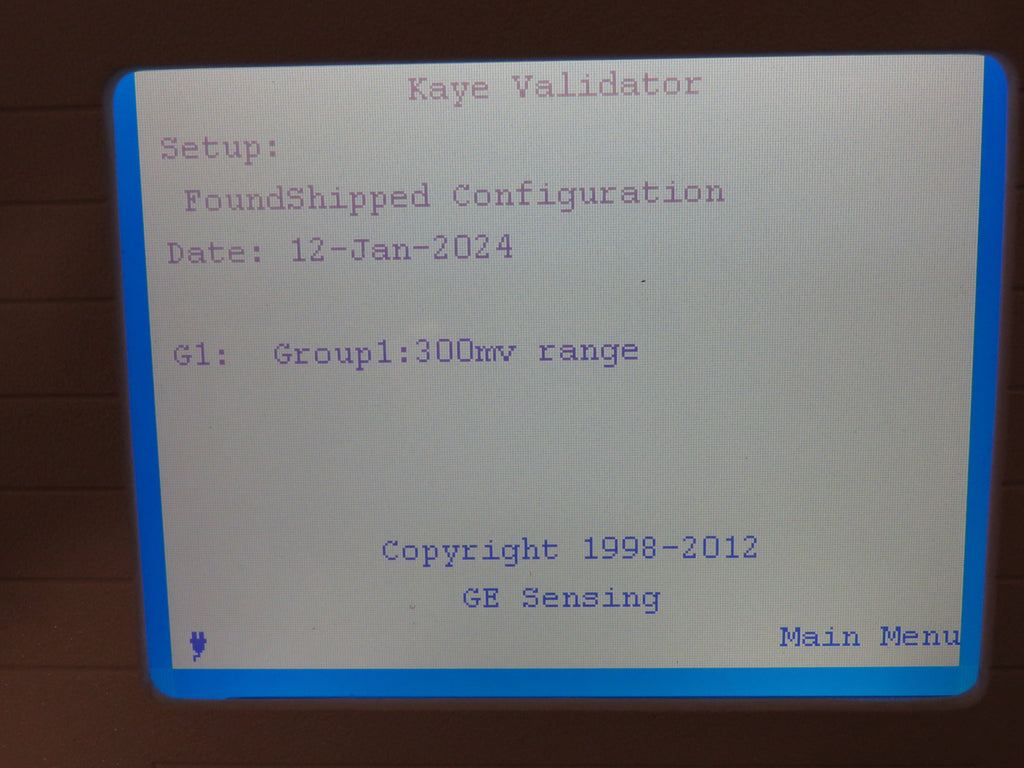 Kaye Validator
Setup:
FoundShipped Configuration
Date: 12-Jan-2024
G1: Group1:300mv range
Copyright 1998-2012
GE Sensing
Main Menu